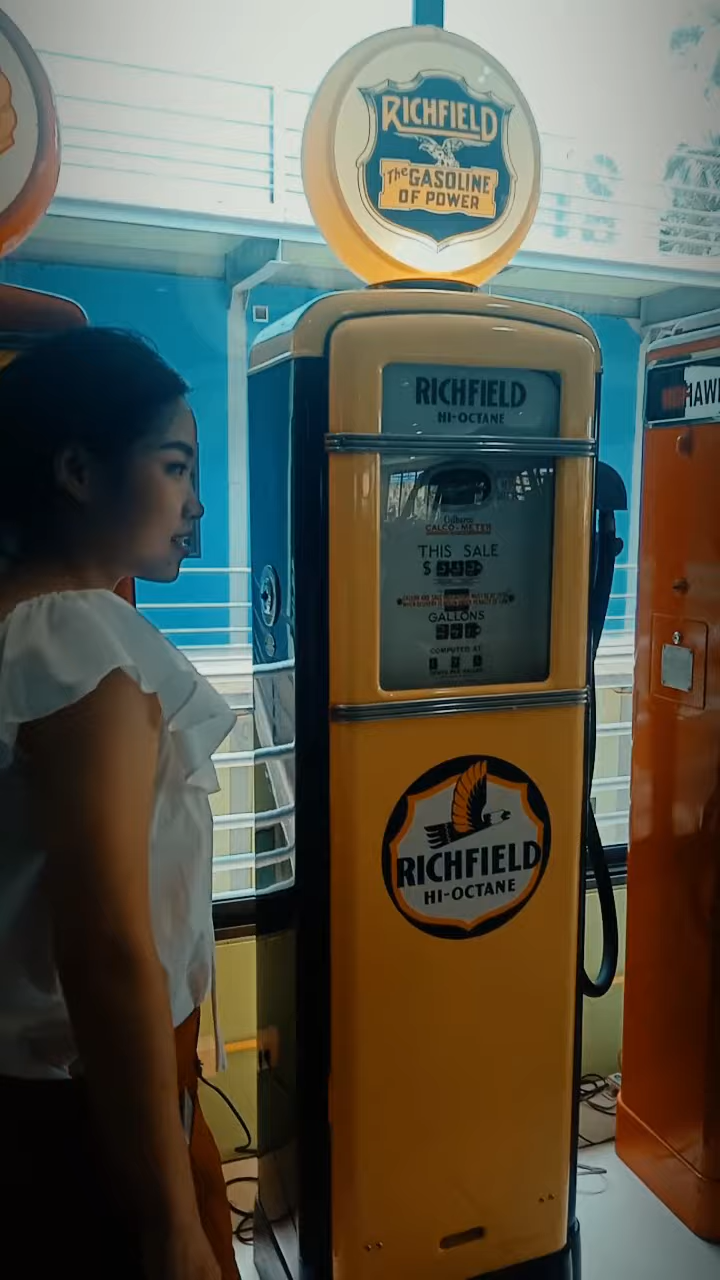 RICHFIELD
The GASOLINE
OF POWER
RICHFIELD
HI-OCTANE
Gilbarco
CALCO-METER
THIS SALE
$
GALLONS
COMPUTED AT
RICHFIELD
HI-OCTANE